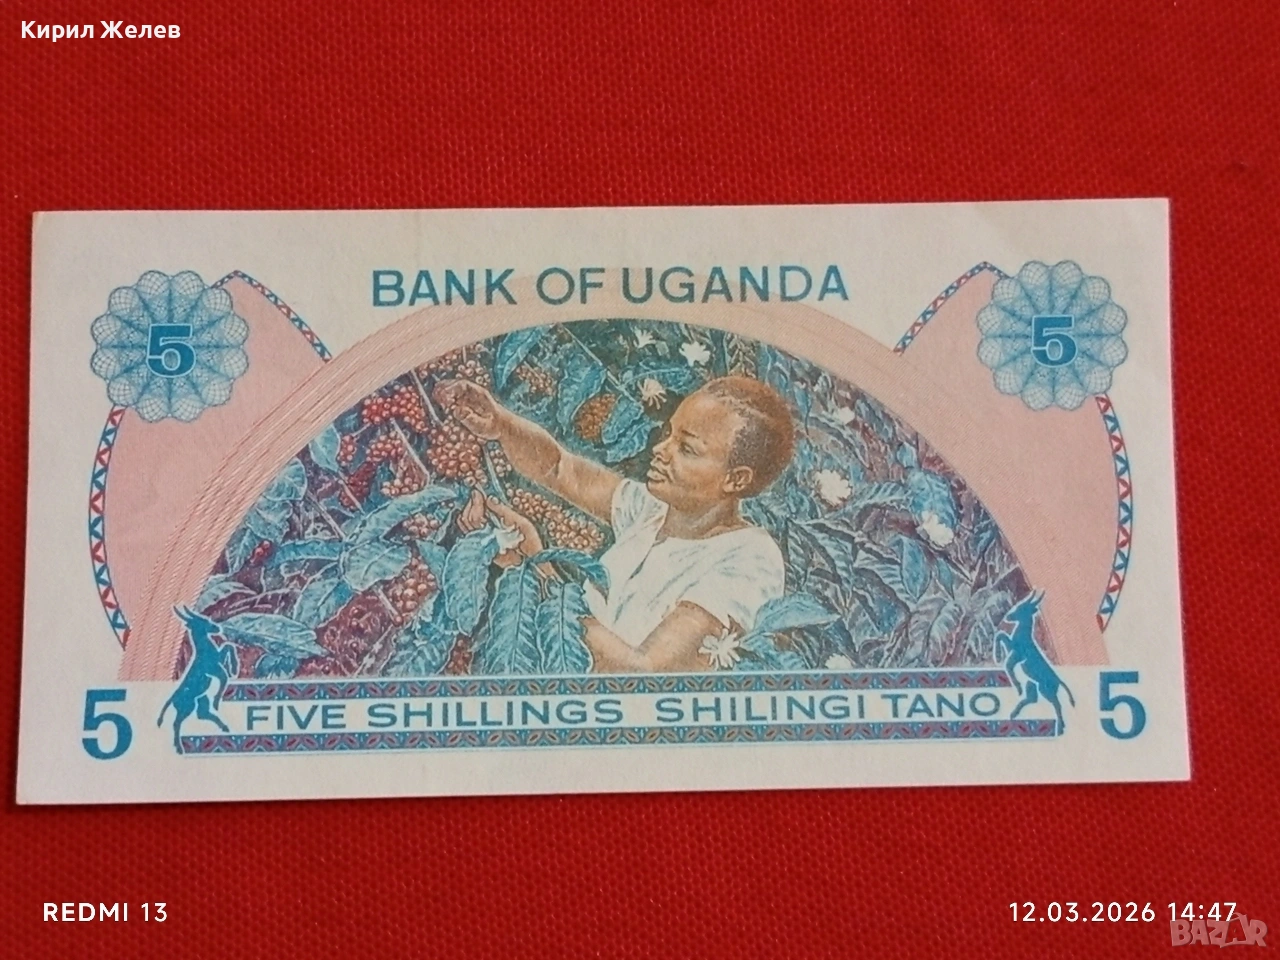 Кирил Желев
BANK OF UGANDA
5 5
5 FIVE SHILLINGS SHILINGI TANO 5
REDMI 13 12.03.2026 14:47
BAZAR